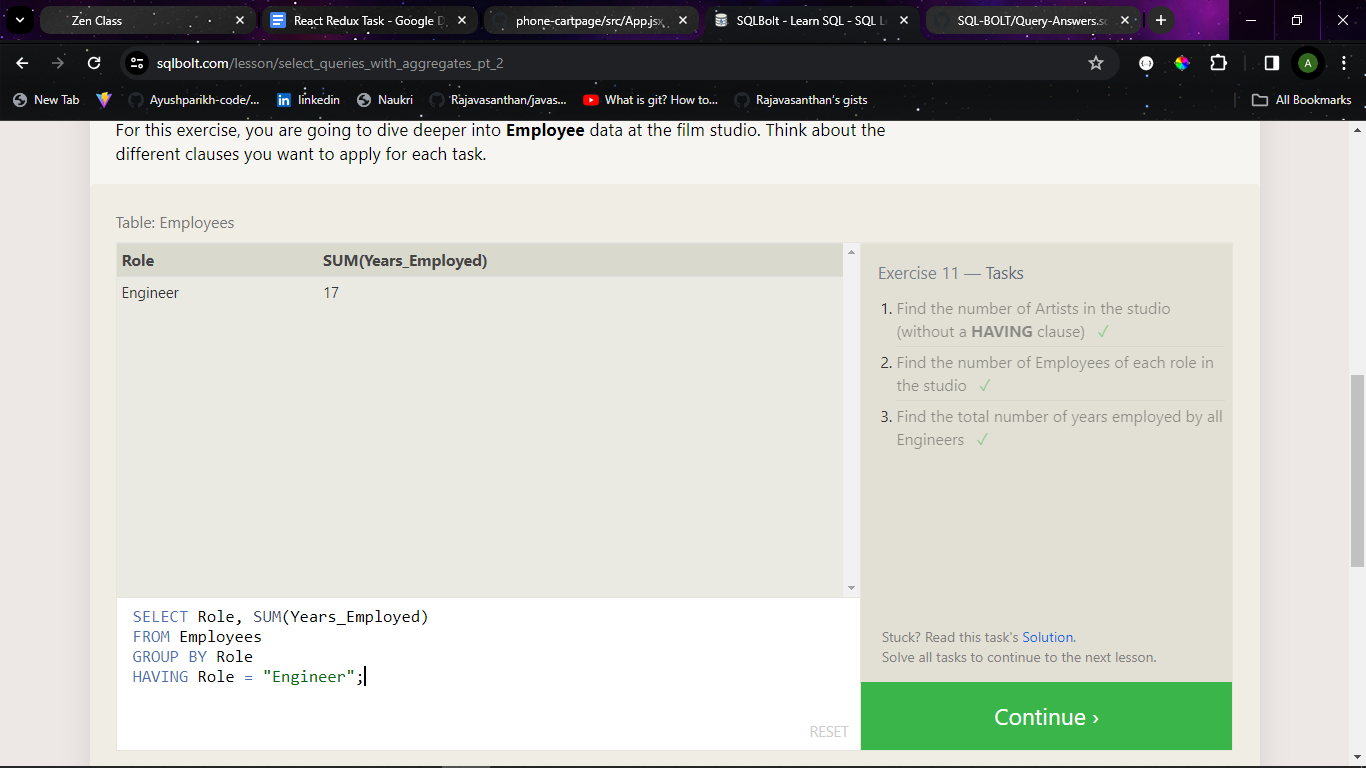 Zen Class
React Redux Task - Google D
phone-cartpage/src/App.jsx
SQLBolt - Learn SQL - SQL L
SQL-BOLT/Query-Answers.sc
sqlbolt.com/lesson/select_queries_with_aggregates_pt_2
A
New Tab
Ayushparikh-code/...
linkedin
Naukri
Rajavasanthan/javas...
What is git? How to...
Rajavasanthan's gists
All Bookmarks
For this exercise, you are going to dive deeper into Employee data at the film studio. Think about the
different clauses you want to apply for each task.
Table: Employees
Role SUM(Years_Employed)
Engineer 17
Exercise 11 — Tasks
1. Find the number of Artists in the studio
(without a HAVING clause) ✓
2. Find the number of Employees of each role in
the studio ✓
3. Find the total number of years employed by all
Engineers ✓
SELECT Role, SUM(Years_Employed)
FROM Employees
GROUP BY Role
HAVING Role = "Engineer";
RESET
Stuck? Read this task's Solution.
Solve all tasks to continue to the next lesson.
Continue ›